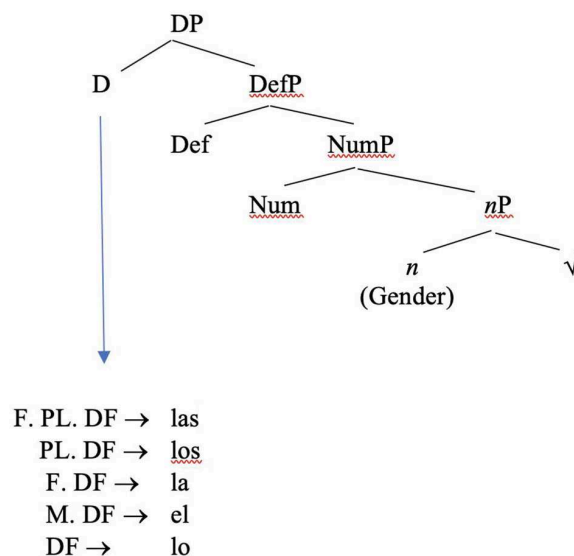 DP
D DefP
Def NumP
Num nP
n √
(Gender)
F. PL. DF → las
PL. DF → los
F. DF → la
M. DF → el
DF → lo